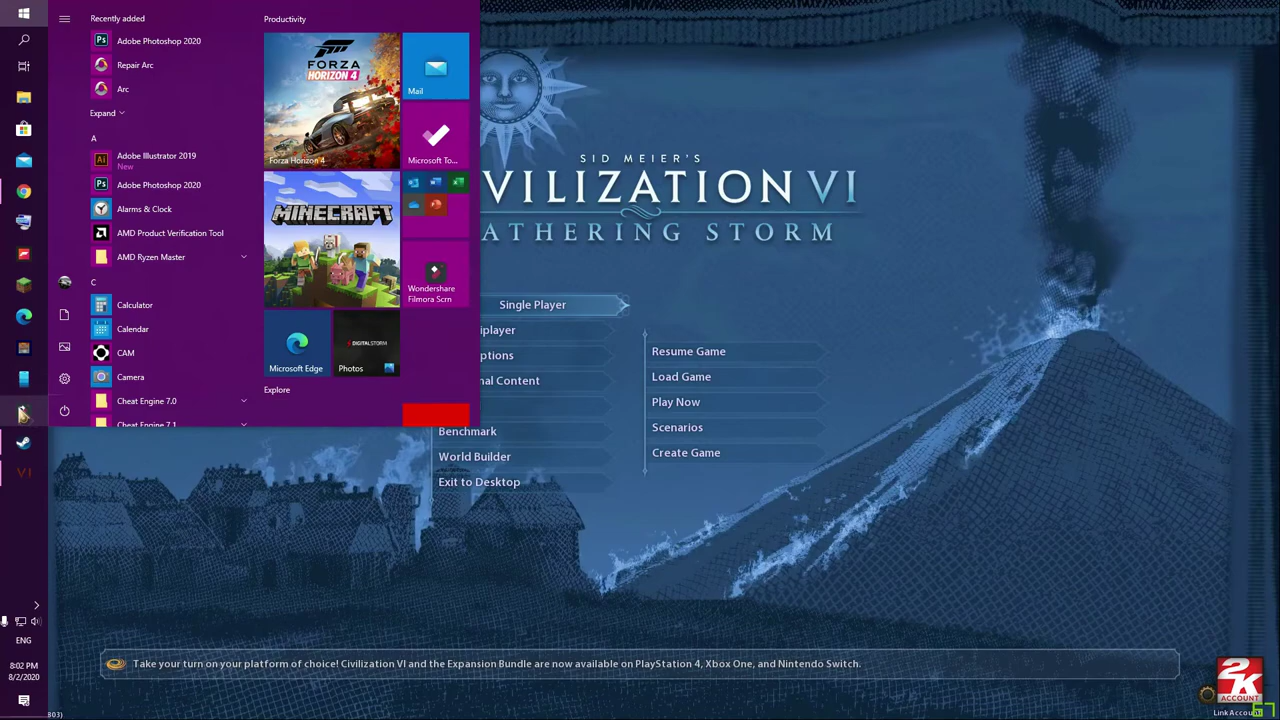 Recently added
Ps Adobe Photoshop 2020
Repair Arc
Arc
Expand
A
Ai Adobe Illustrator 2019
New
Ps Adobe Photoshop 2020
Alarms & Clock
AMD Product Verification Tool
AMD Ryzen Master
C
Calculator
Calendar
CAM
Camera
Cheat Engine 7.0
Cheat Engine 7.1
Productivity
FORZA
HORIZON 4
Forza Horizon 4
Mail
Microsoft To...
MINECRAFT
Wondershare
Filmora Scrn
Microsoft Edge
DIGITALSTORM
Photos
Explore
SID MEIER'S
VILIZATION VI
ATHERING STORM
Single Player
iplayer
ptions
nal Content
Benchmark
World Builder
Exit to Desktop
Resume Game
Load Game
Play Now
Scenarios
Create Game
VI
ENG
8:02 PM
8/2/2020
Take your turn on your platform of choice! Civilization VI and the Expansion Bundle are now available on PlayStation 4, Xbox One, and Nintendo Switch.
803)
2K
ACCOUNT
Link Account